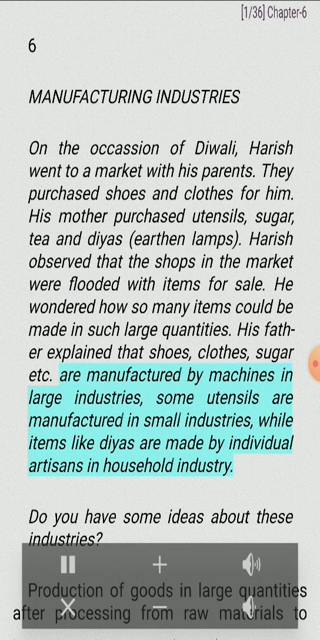 [1/36] Chapter-6
6
MANUFACTURING INDUSTRIES
On the occassion of Diwali, Harish
went to a market with his parents. They
purchased shoes and clothes for him.
His mother purchased utensils, sugar,
tea and diyas (earthen lamps). Harish
observed that the shops in the market
were flooded with items for sale. He
wondered how so many items could be
made in such large quantities. His fath-
er explained that shoes, clothes, sugar
etc. are manufactured by machines in
large industries, some utensils are
manufactured in small industries, while
items like diyas are made by individual
artisans in household industry.
Do you have some ideas about these
industries?
Production of goods in large quantities
after processing from raw materials to